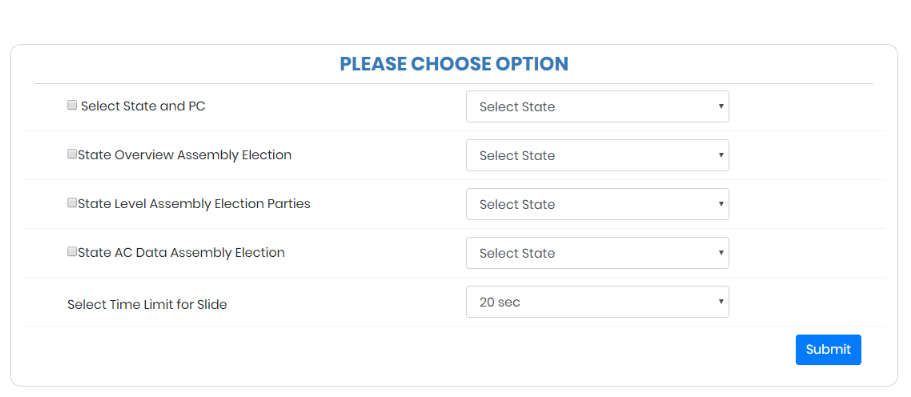 PLEASE CHOOSE OPTION
Select State and PC Select State
State Overview Assembly Election Select State
State Level Assembly Election Parties Select State
State AC Data Assembly Election Select State
Select Time Limit for Slide 20 sec
Submit